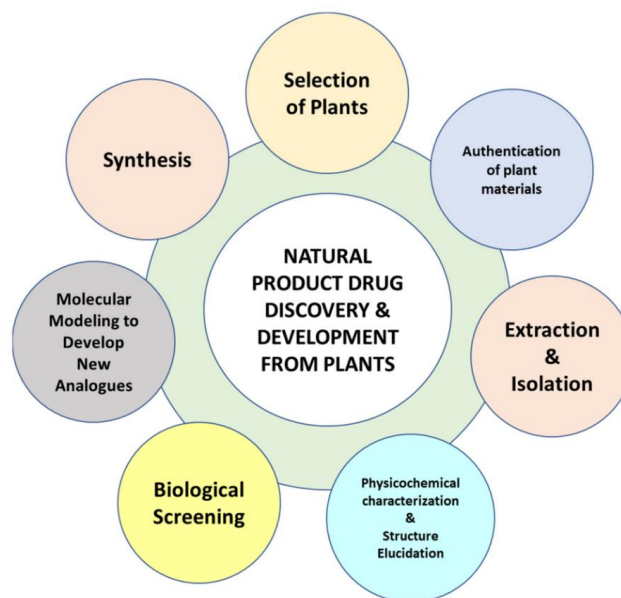 Selection
of Plants
Authentication
of plant
materials
Extraction
&
Isolation
Physicochemical
characterization
&
Structure
Elucidation
Biological
Screening
Molecular
Modeling to
Develop
New
Analogues
Synthesis
NATURAL
PRODUCT DRUG
DISCOVERY &
DEVELOPMENT
FROM PLANTS